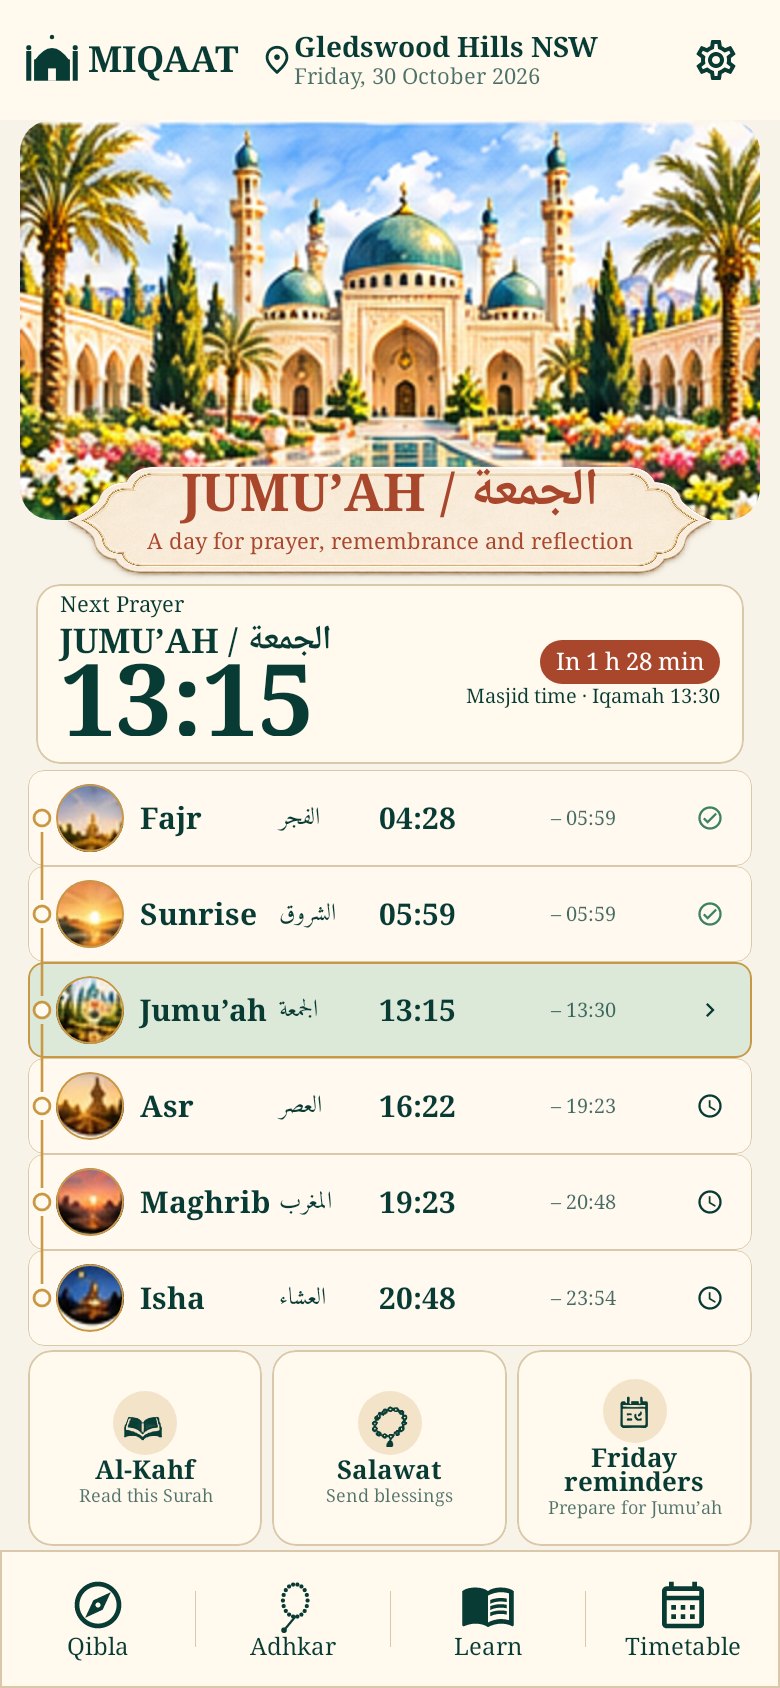 MIQAAT
Gledswood Hills NSW
Friday, 30 October 2026
JUMU’AH / الجمعة
A day for prayer, remembrance and reflection
Next Prayer
JUMU’AH / الجمعة
13:15
In 1 h 28 min
Masjid time · Iqamah 13:30
Fajr الفجر 04:28 – 05:59
Sunrise الشروق 05:59 – 05:59
Jumu’ah الجمعة 13:15 – 13:30
Asr العصر 16:22 – 19:23
Maghrib المغرب 19:23 – 20:48
Isha العشاء 20:48 – 23:54
Al-Kahf
Read this Surah
Salawat
Send blessings
Friday
reminders
Prepare for Jumu’ah
Qibla
Adhkar
Learn
Timetable